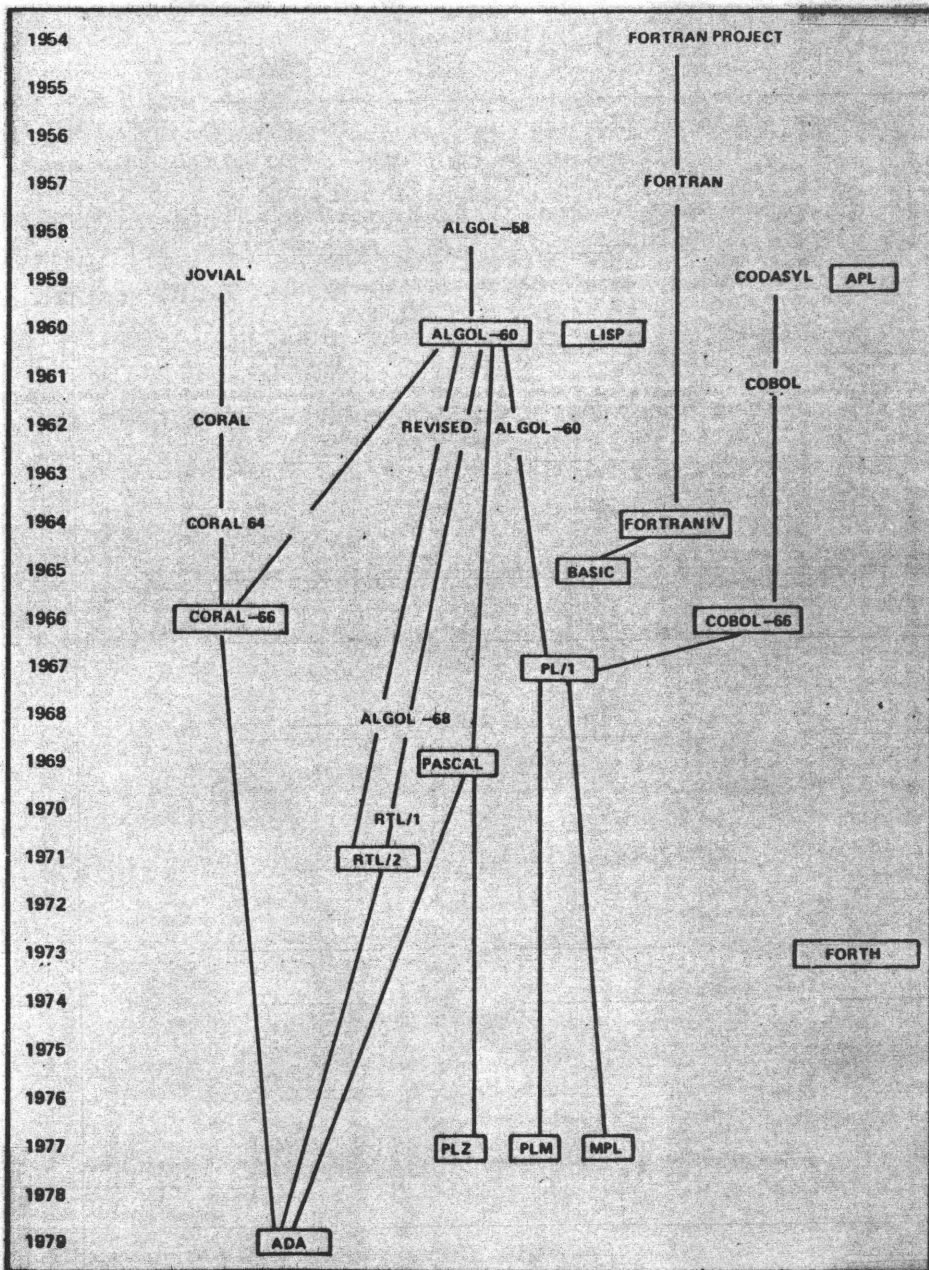 1954 FORTRAN PROJECT
1955
1956
1957 FORTRAN
1958 ALGOL-58
1959 JOVIAL CODASYL APL
1960 ALGOL-60 LISP
1961 COBOL
1962 CORAL REVISED ALGOL-60
1963
1964 CORAL 64 FORTRAN IV
1965 BASIC
1966 CORAL-66 COBOL-66
1967 PL/1
1968 ALGOL-68
1969 PASCAL
1970 RTL/1
1971 RTL/2
1972
1973 FORTH
1974
1975
1976
1977 PLZ PLM MPL
1978
1979 ADA